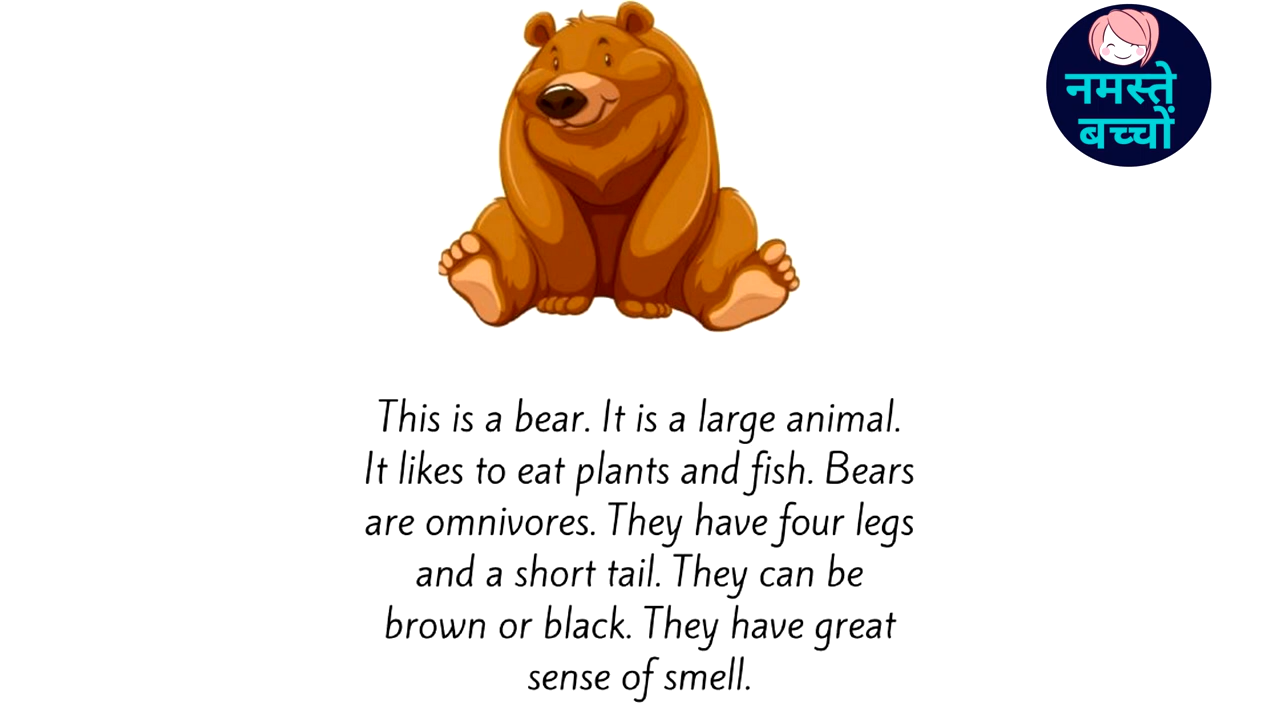 नमस्ते
बच्चों
This is a bear. It is a large animal.
It likes to eat plants and fish. Bears
are omnivores. They have four legs
and a short tail. They can be
brown or black. They have great
sense of smell.